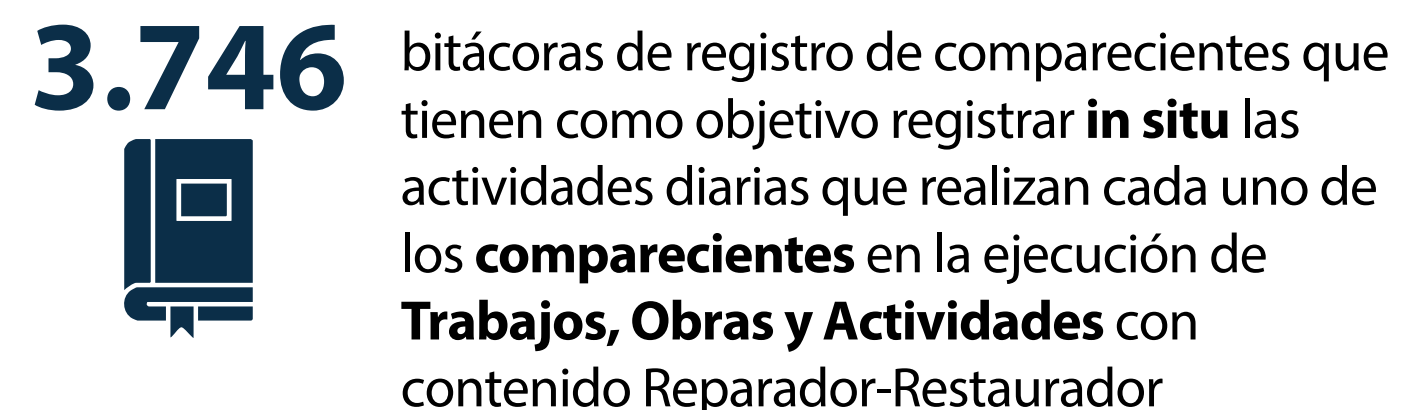 3.746
bitácoras de registro de comparecientes que
tienen como objetivo registrar in situ las
actividades diarias que realizan cada uno de
los comparecientes en la ejecución de
Trabajos, Obras y Actividades con
contenido Reparador-Restaurador